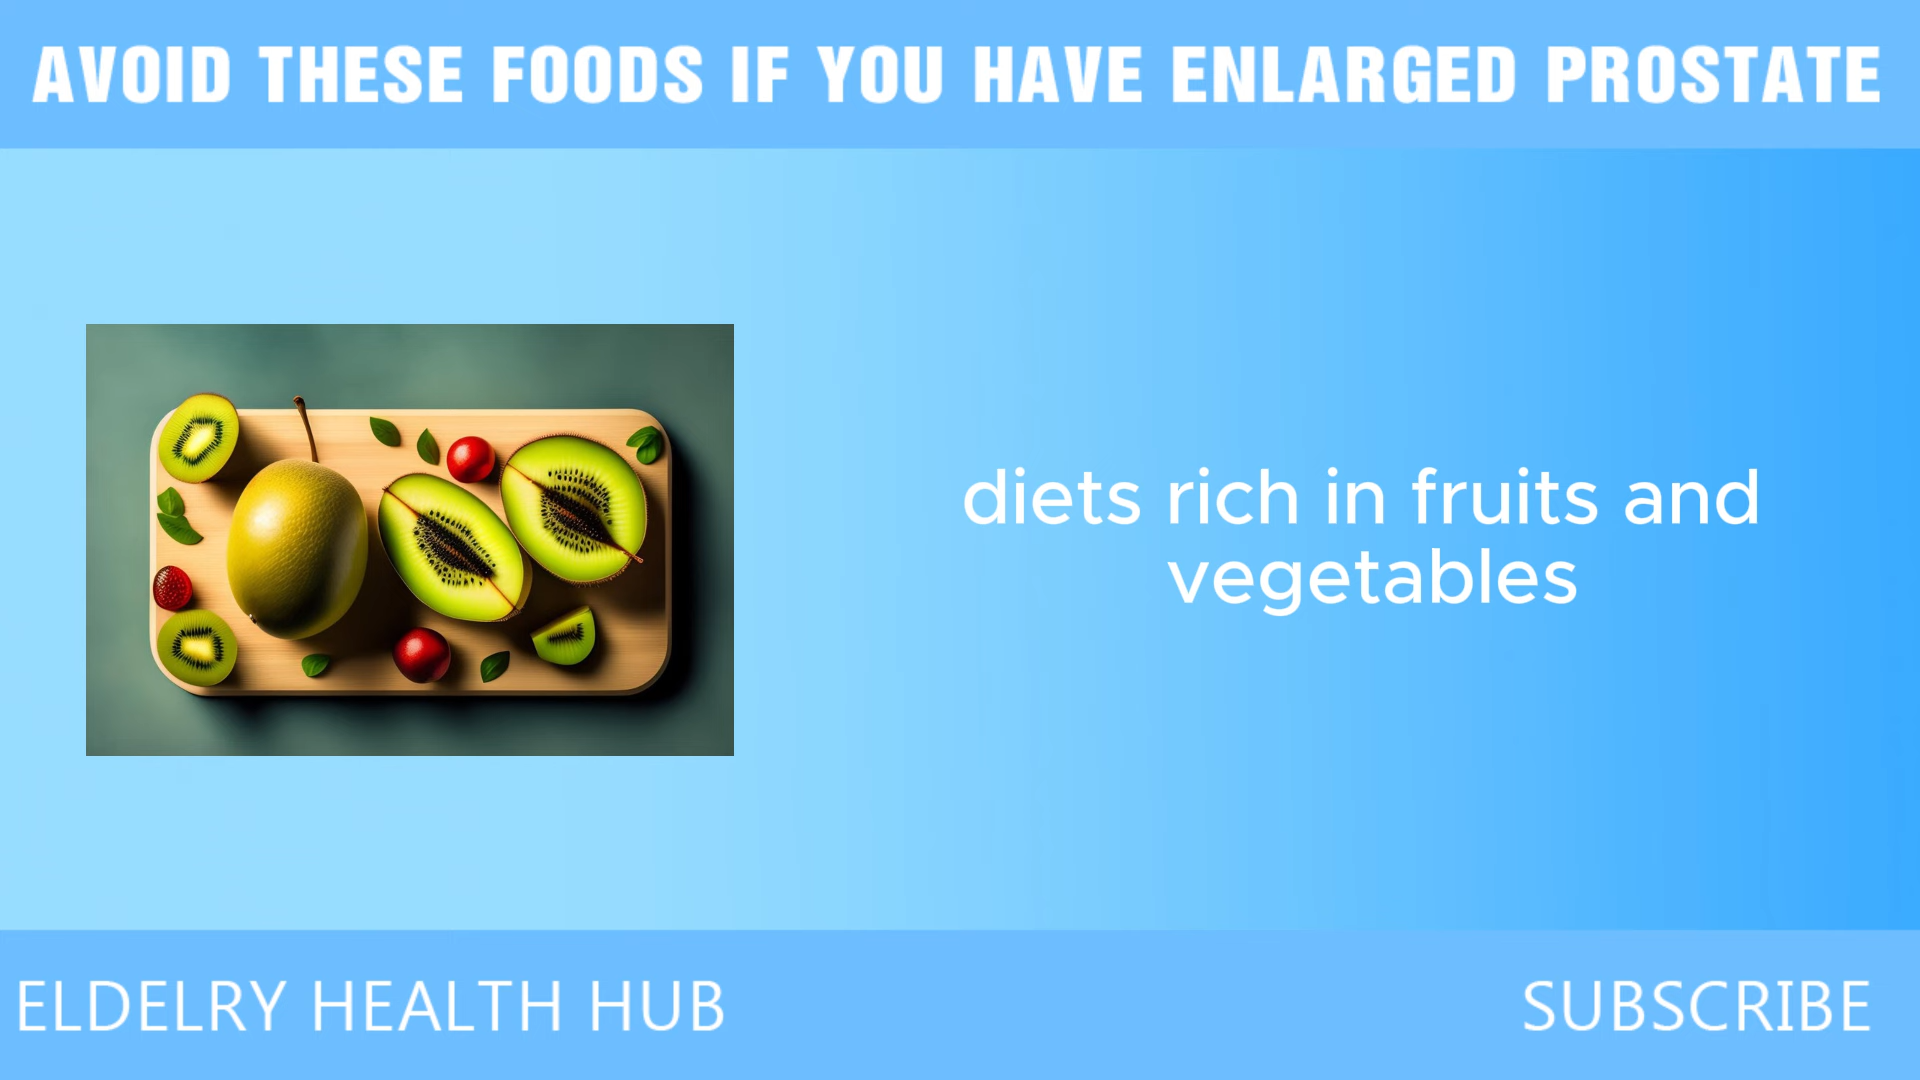 AVOID THESE FOODS IF YOU HAVE ENLARGED PROSTATE
diets rich in fruits and
vegetables
ELDELRY HEALTH HUB
SUBSCRIBE